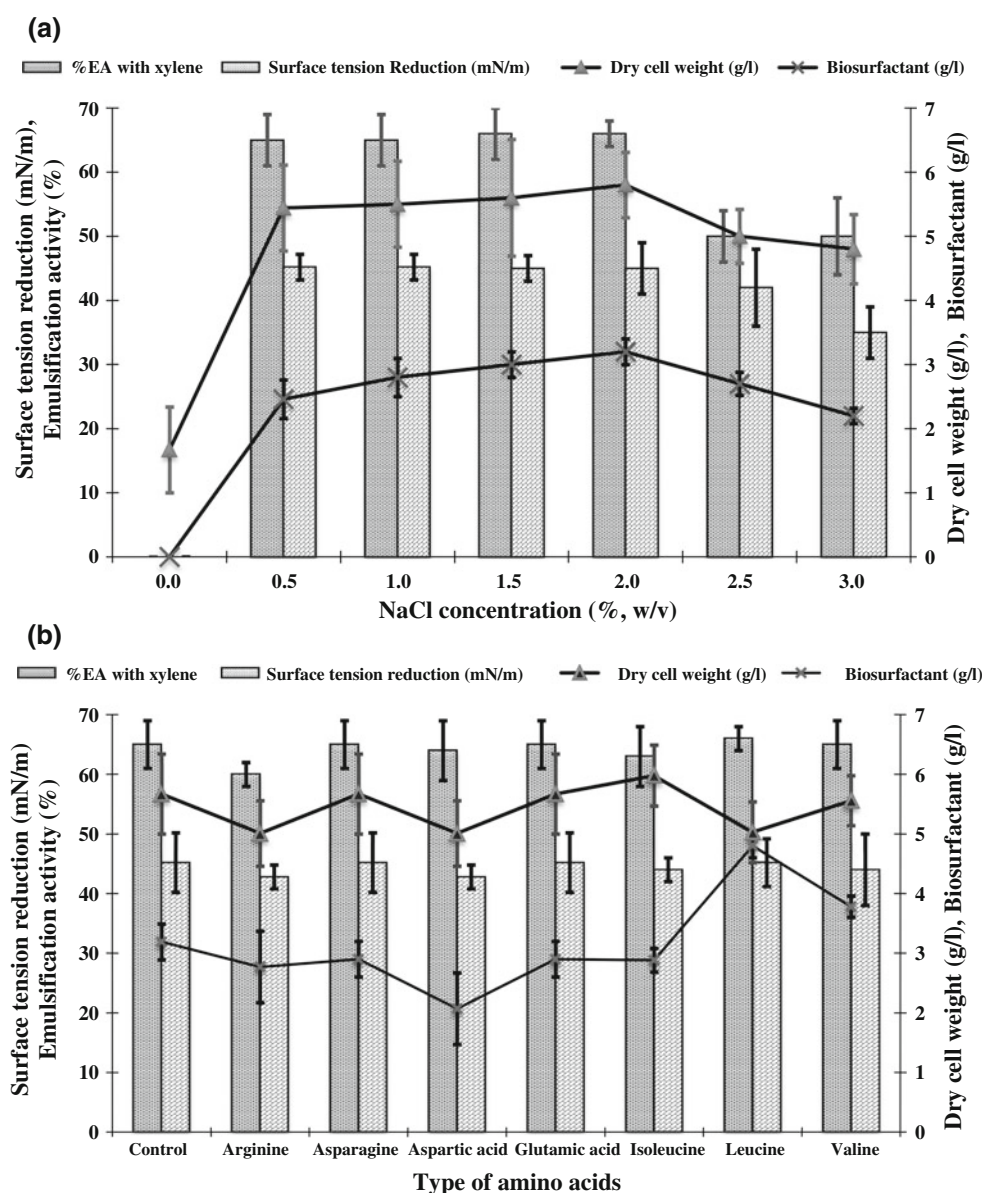 (a)
%EA with xylene Surface tension Reduction (mN/m) Dry cell weight (g/l) Biosurfactant (g/l)
Surface tension reduction (mN/m),
Emulsification activity (%)
70
60
50
40
30
20
10
0
7
6
5
4
3
2
1
0
Dry cell weight (g/l), Biosurfactant (g/l)
0.0 0.5 1.0 1.5 2.0 2.5 3.0
NaCl concentration (%, w/v)
(b)
%EA with xylene Surface tension reduction (mN/m) Dry cell weight (g/l) Biosurfactant (g/l)
Surface tension reduction (mN/m)
Emulsification activity (%)
70
60
50
40
30
20
10
0
7
6
5
4
3
2
1
0
Dry cell weight (g/l), Biosurfactant (g/l)
Control Arginine Asparagine Aspartic acid Glutamic acid Isoleucine Leucine Valine
Type of amino acids